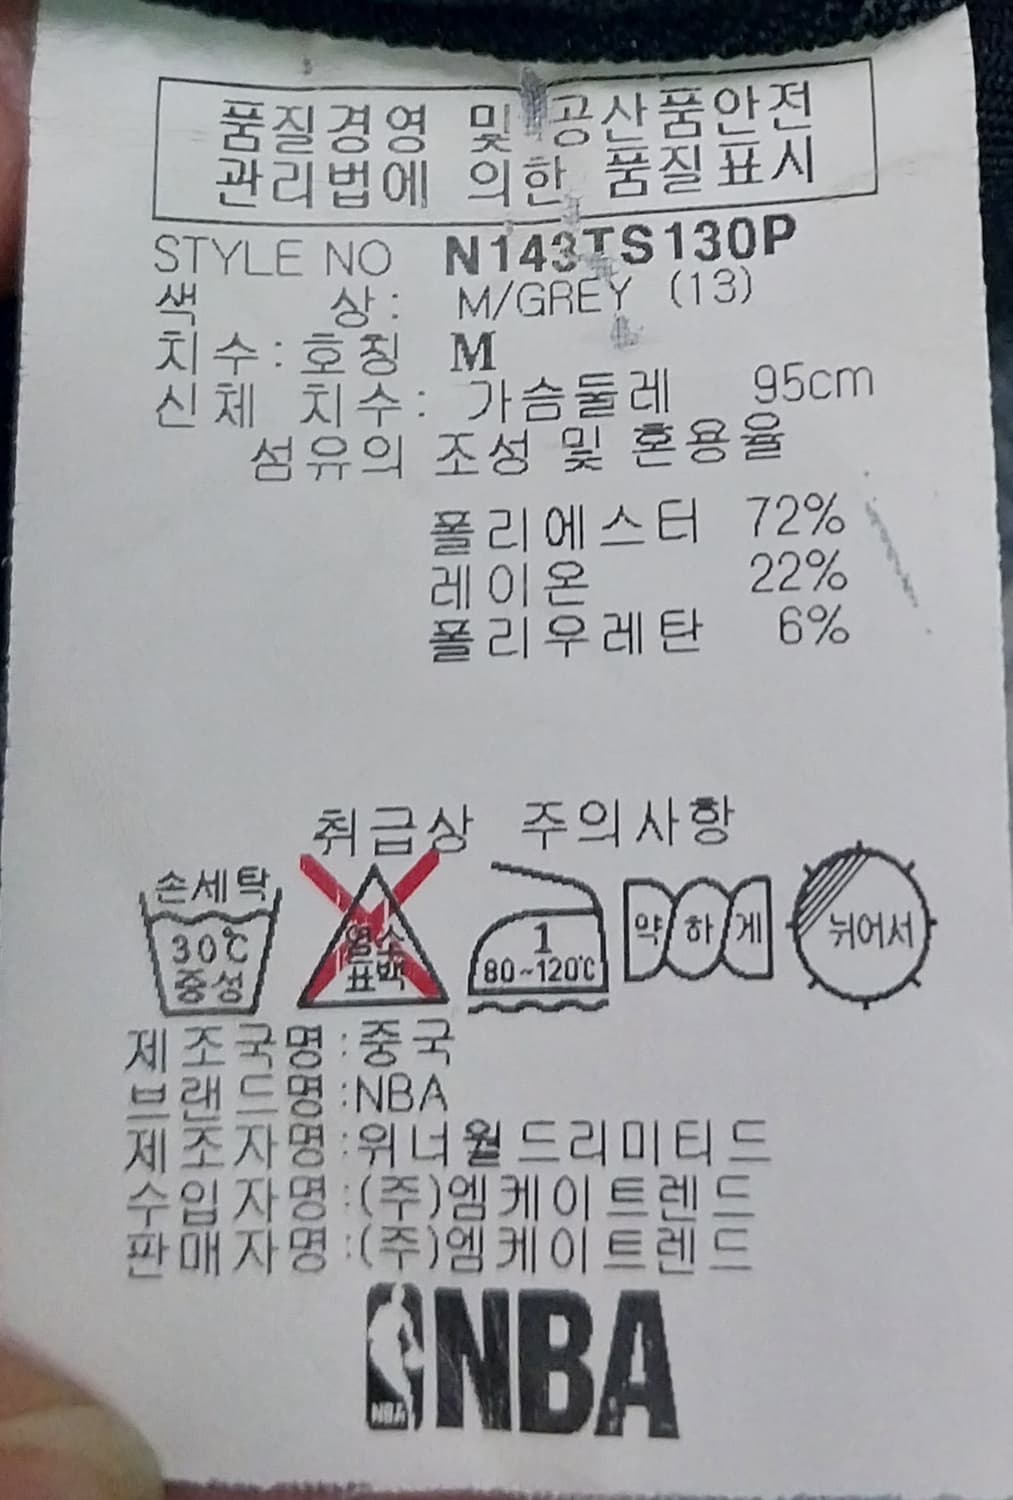 품질경영 및 공산품안전
관리법에 의한 품질표시
STYLE NO N143TS130P
색 상: M/GREY (13)
치수:호칭 M
신체 치수: 가슴둘레 95cm
섬유의 조성 및 혼용율
폴리에스터 72%
레이온 22%
폴리우레탄 6%
취급상 주의사항
손세탁
30℃
중성
염소
표백
1
80~120℃
약하게
뉘어서
제조국명:중국
브랜드명:NBA
제조자명:위너월드리미티드
수입자명:(주)엠케이트렌드
판매자명:(주)엠케이트렌드
NBA
NBA